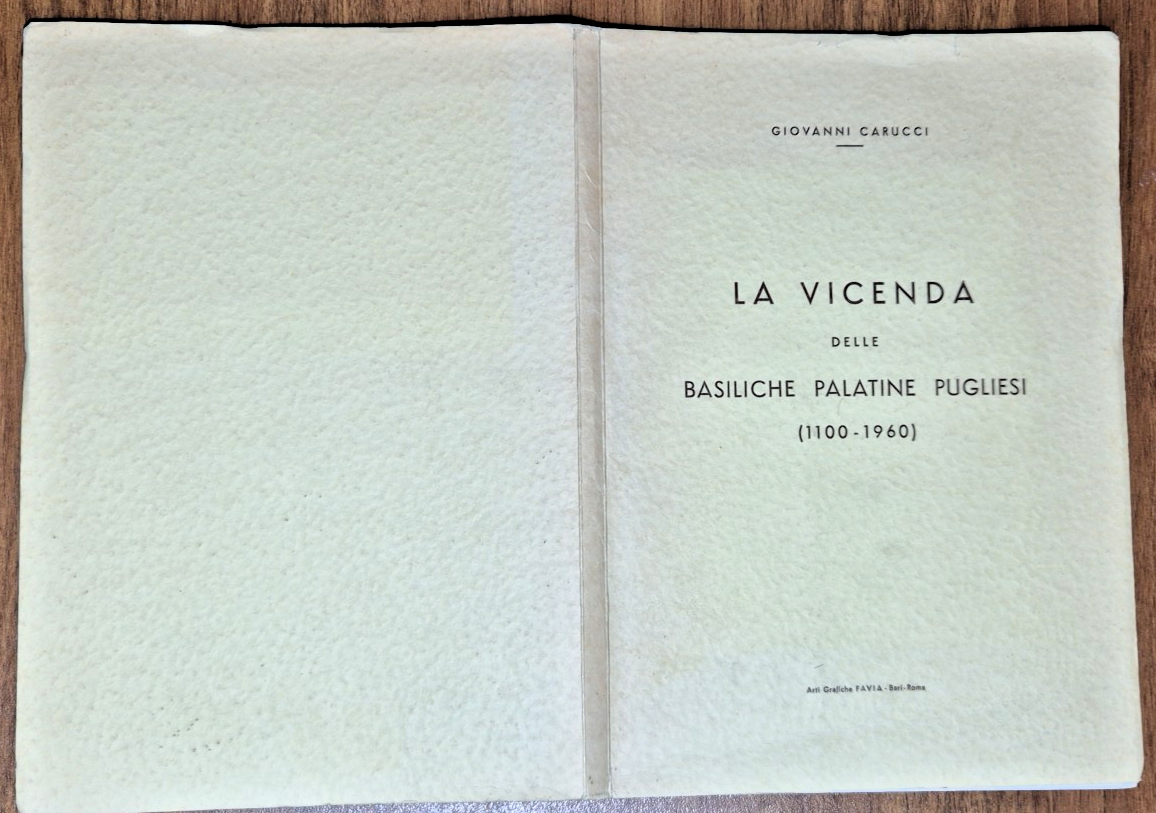 GIOVANNI CARUCCI
LA VICENDA
DELLE
BASILICHE PALATINE PUGLIESI
(1100-1960)
Arti Grafiche FAVIA - Bari-Roma